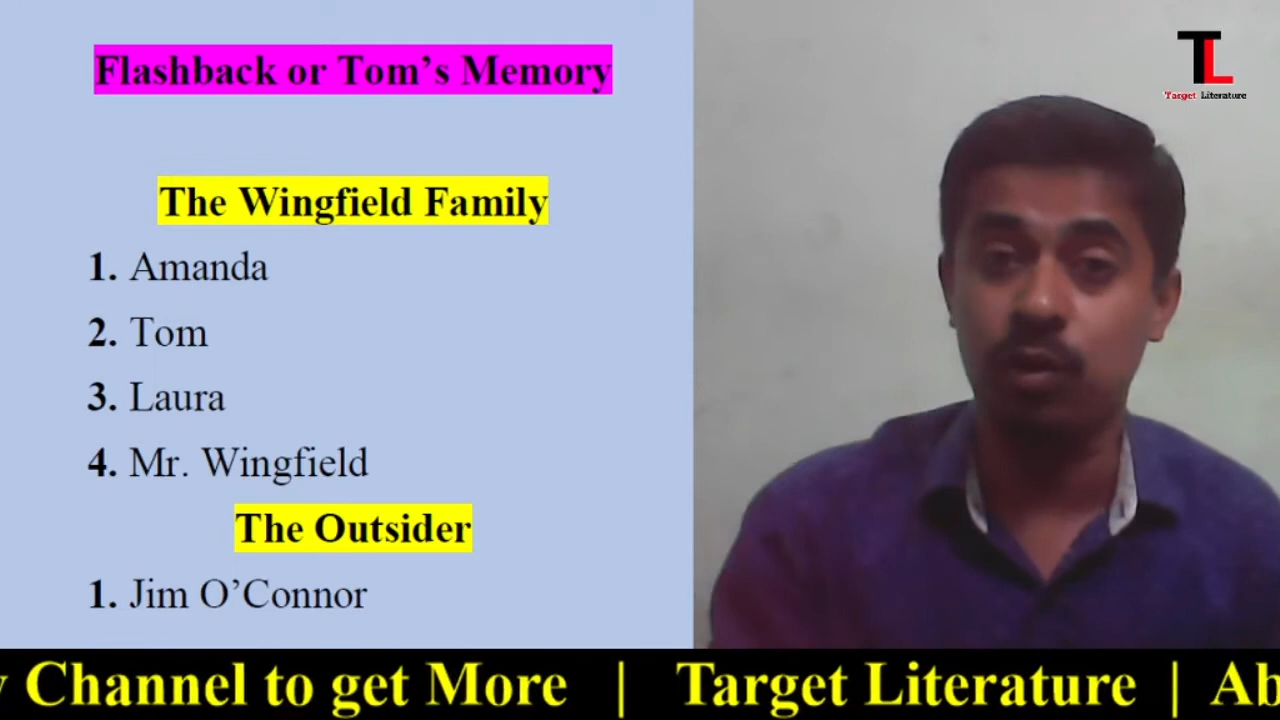 Flashback or Tom’s Memory
The Wingfield Family
1. Amanda
2. Tom
3. Laura
4. Mr. Wingfield
The Outsider
1. Jim O’Connor
TL
Target Literature
Channel to get More | Target Literature |